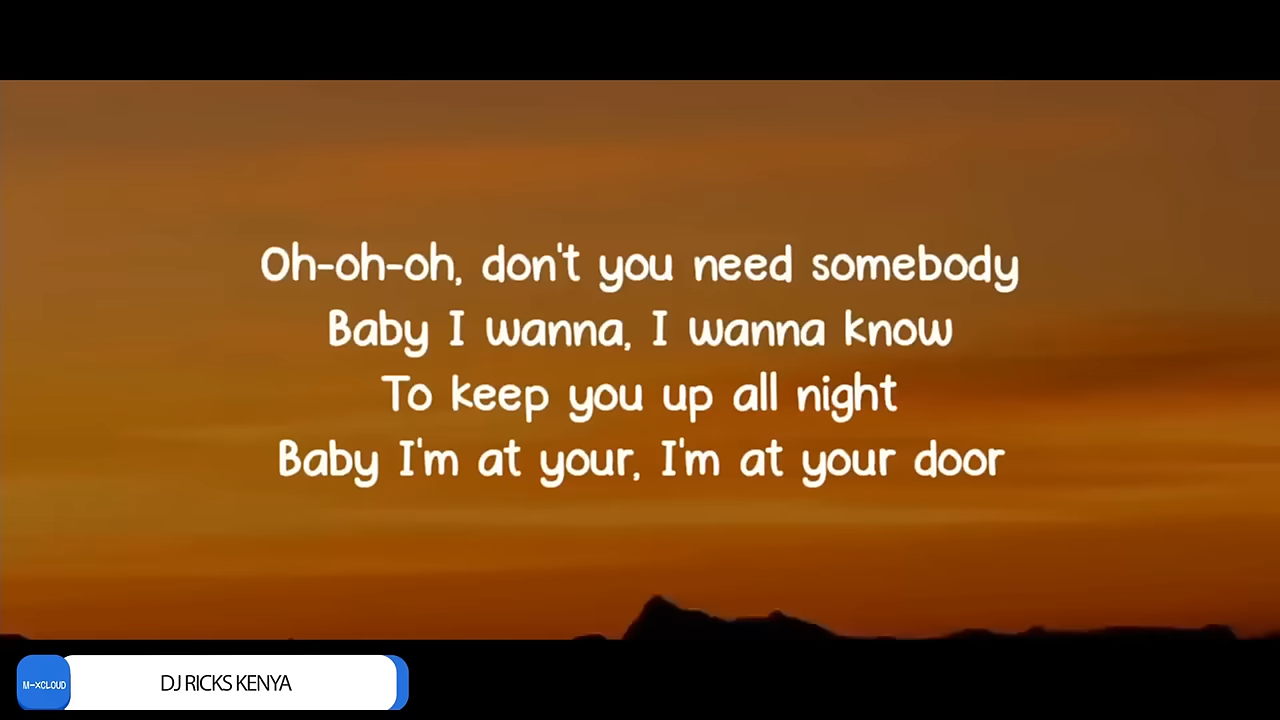 Oh-oh-oh, don't you need somebody
Baby I wanna, I wanna know
To keep you up all night
Baby I'm at your, I'm at your door
M-XCLOUD
DJ RICKS KENYA